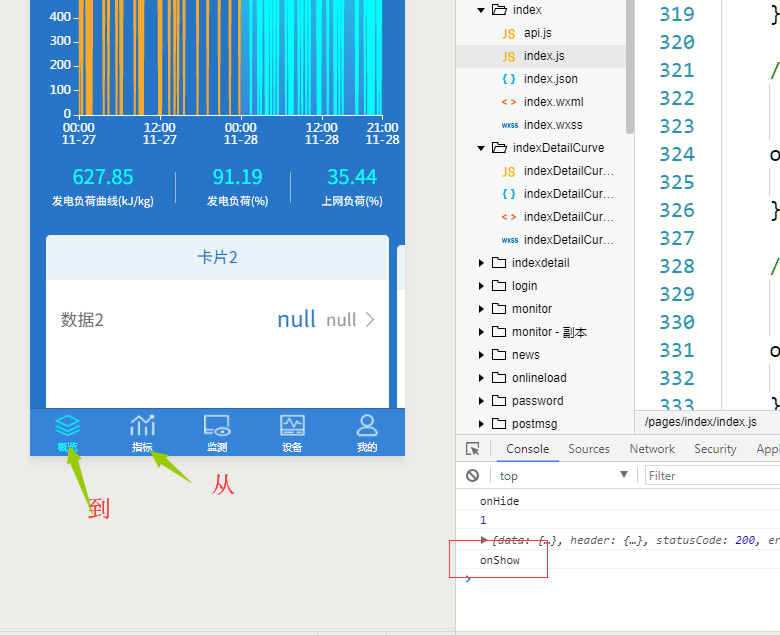 400
300
200
100
0
00:00 12:00 00:00 12:00 21:00
11-27 11-27 11-28 11-28 11-28
627.85 91.19 35.44
发电负荷曲线(kJ/kg) 发电负荷(%) 上网负荷(%)
卡片2
数据2 null null
概览 指标 监测 设备 我的
到
从
index
JS api.js
JS index.js
{ } index.json
< > index.wxml
wxss index.wxss
indexDetailCurve
JS indexDetailCur...
{ } indexDetailCur...
< > indexDetailCur...
wxss indexDetailCur...
indexdetail
login
monitor
monitor - 副本
news
onlineload
password
postmsg
319 }
320
321 /
322
323
324 o
325
326 }
327
328 /
329
330
331 o
332
333 }
/pages/index/index.js
Console Sources Network Security Appl
top Filter
onHide
1
{data: {…}, header: {…}, statusCode: 200, er
onShow